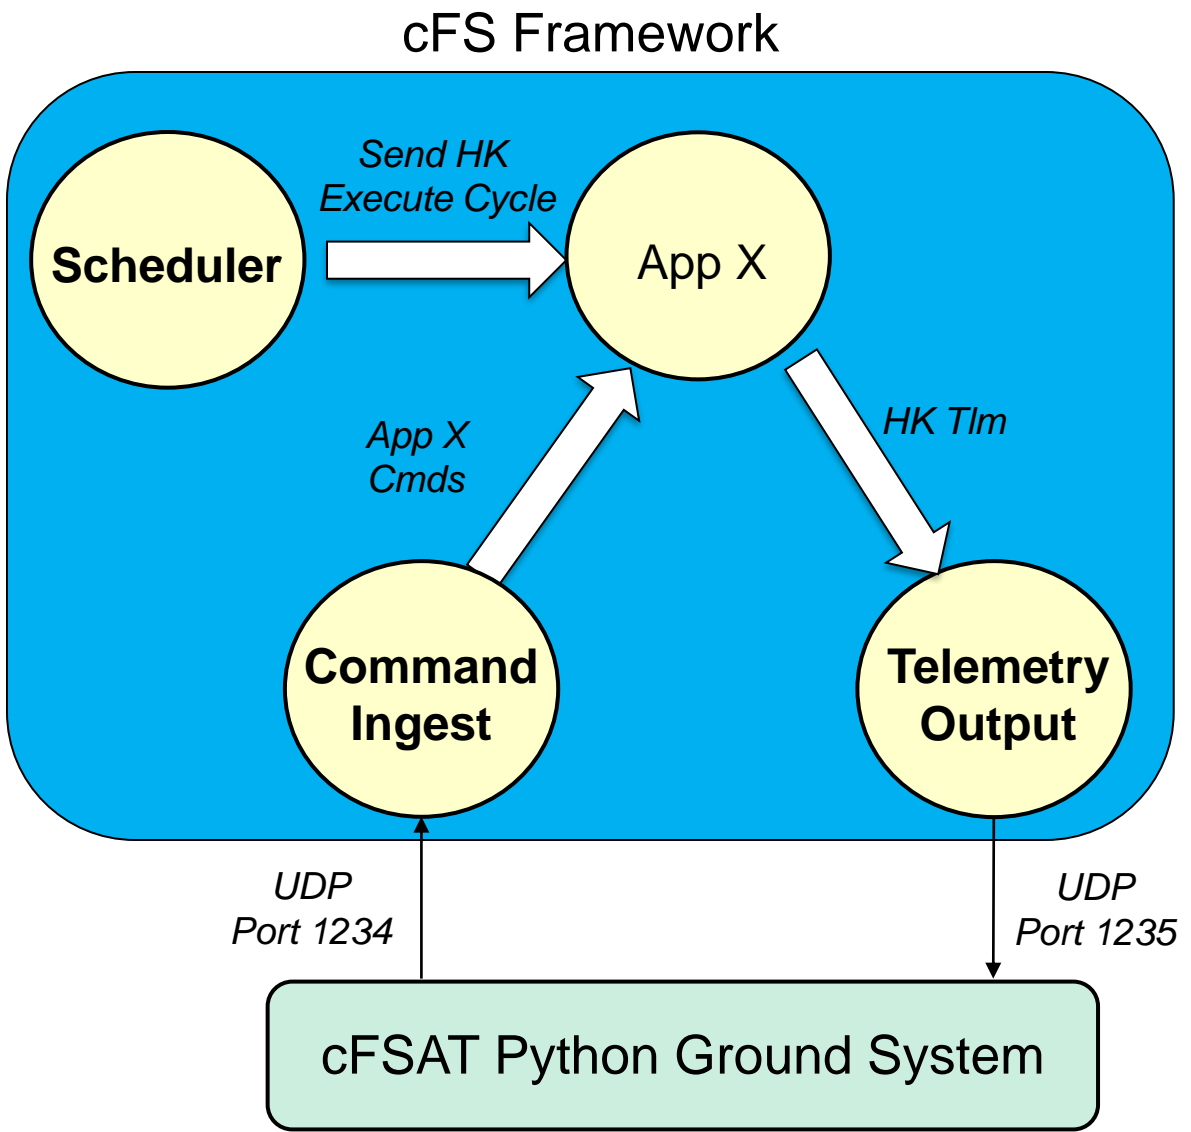 cFS Framework
Send HK
Execute Cycle
Scheduler
App X
App X
Cmds
HK Tlm
Command
Ingest
Telemetry
Output
UDP
Port 1234
UDP
Port 1235
cFSAT Python Ground System